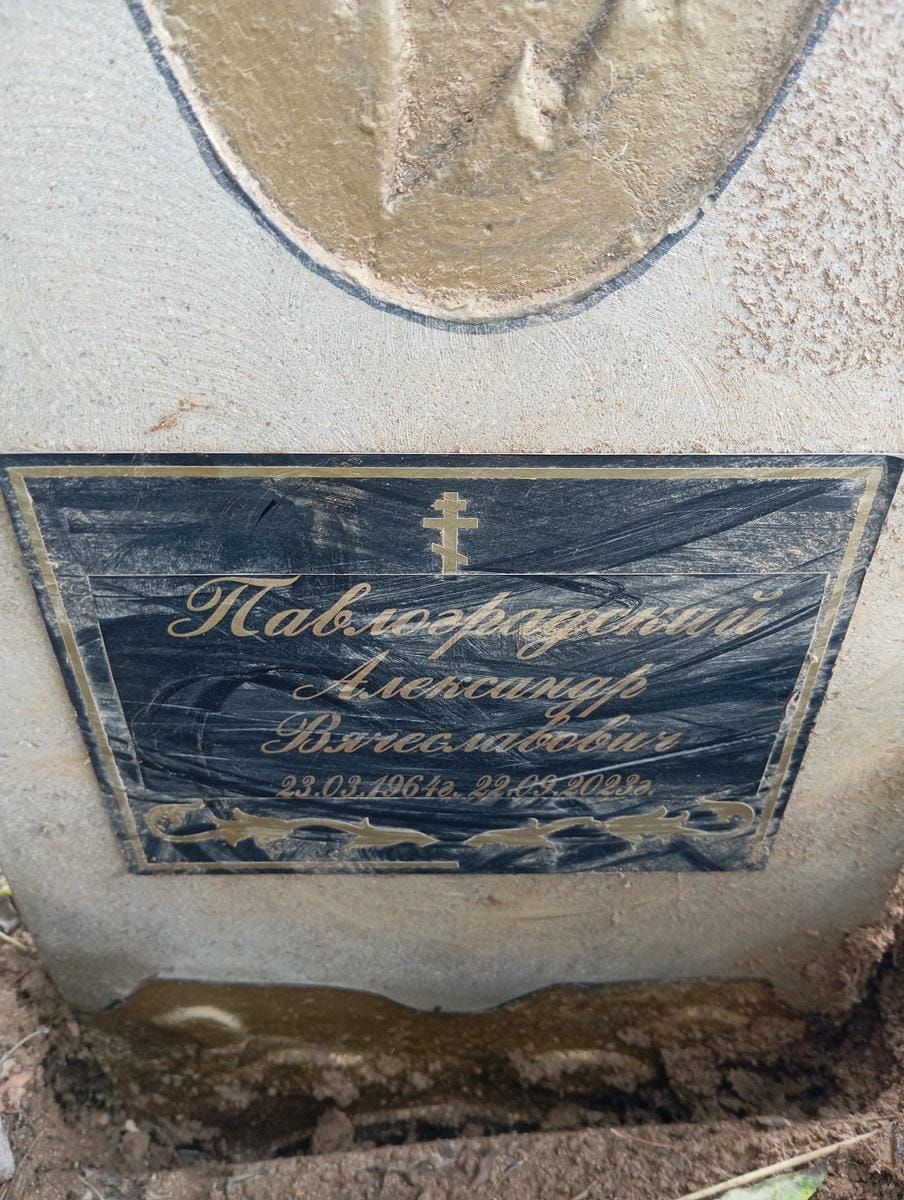 Павлоградский
Александр
Вячеславович
23.03.1964г. 22.09.2023г.